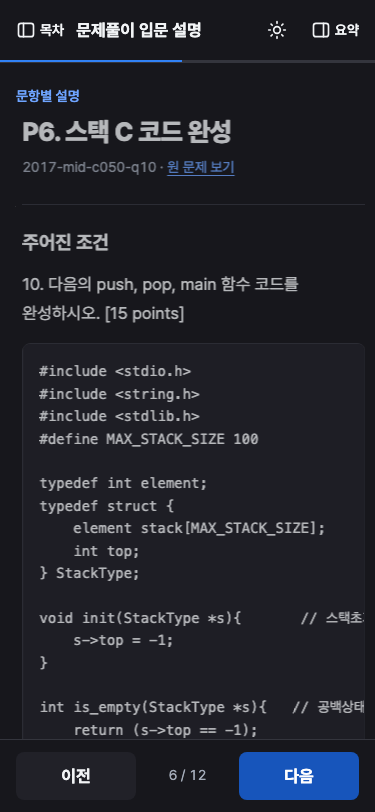 목차 문제풀이 입문 설명 요약
문항별 설명
P6. 스택 C 코드 완성
2017-mid-c050-q10 · 원 문제 보기
주어진 조건
10. 다음의 push, pop, main 함수 코드를
완성하시오. [15 points]
#include <stdio.h>
#include <string.h>
#include <stdlib.h>
#define MAX_STACK_SIZE 100
typedef int element;
typedef struct {
    element stack[MAX_STACK_SIZE];
    int top;
} StackType;
void init(StackType *s){       // 스택초
    s->top = -1;
}
int is_empty(StackType *s){   // 공백상태
    return (s->top == -1);
이전 6 / 12 다음